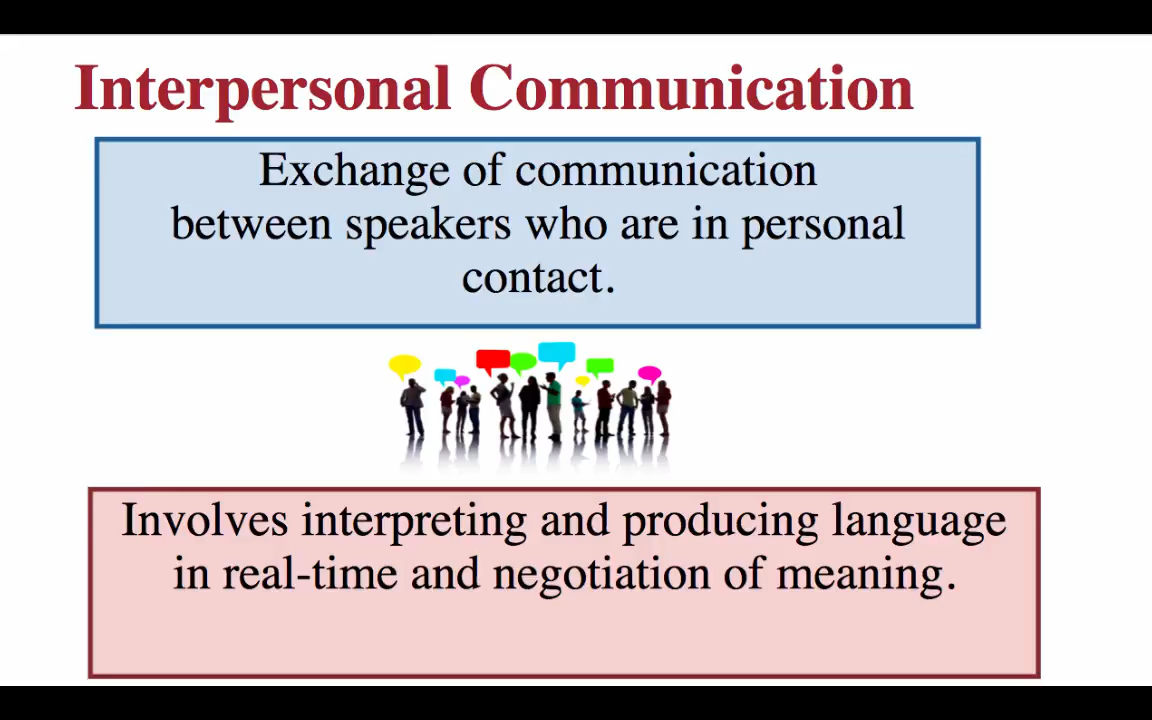 Interpersonal Communication
Exchange of communication
between speakers who are in personal
contact.
Involves interpreting and producing language
in real-time and negotiation of meaning.